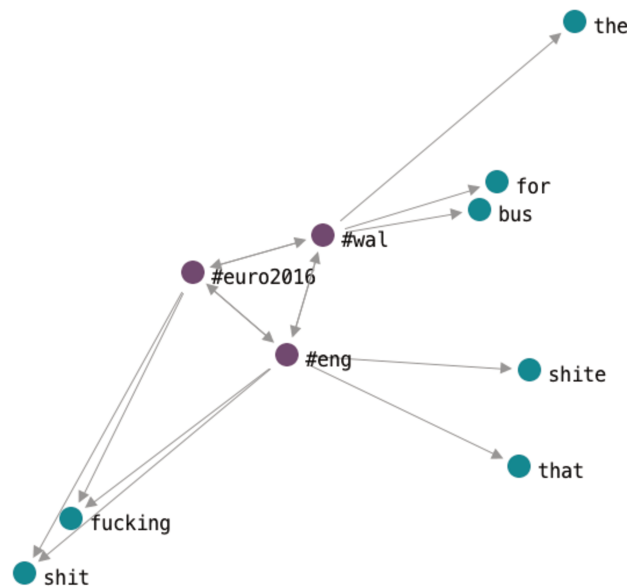 the
for
bus
#wal
#euro2016
#eng
shite
that
fucking
shit